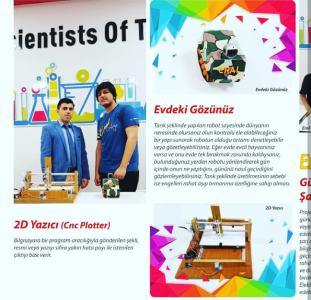 ientists Of T
2D Yazıcı (Cnc Plotter)
Bilgisayara bir program aracılığıyla gönderilen şekli,
resmi veya yazıyı sıfıra yakın hata payı ile istenilen
çıktıyı bize verir.
Evdeki Gözünüz
Evdeki Gözünüz
Tank şeklinde yapılan robot sayesinde dünyanın
neresinde olursanız olun kontrolü ele alabileceğiniz
bir yapı sunarak robotun olduğu ortamı denetleyebilir
veya gözetleyebilirsiniz. Eğer evde evcil hayvanınız
varsa ve onu evde tek bırakmak zorunda kaldıysanız,
bulunduğunuz yerden robotu yönlendirerek gün
içinde onun ne yaptığını, gününü nasıl geçirdiğini
gözlemleyebilirsiniz. Tank şeklinde üretilmesinin sebebi
ise engelleri rahat aşıp tırmanma özelliğine sahip olması.
2D Yazıcı